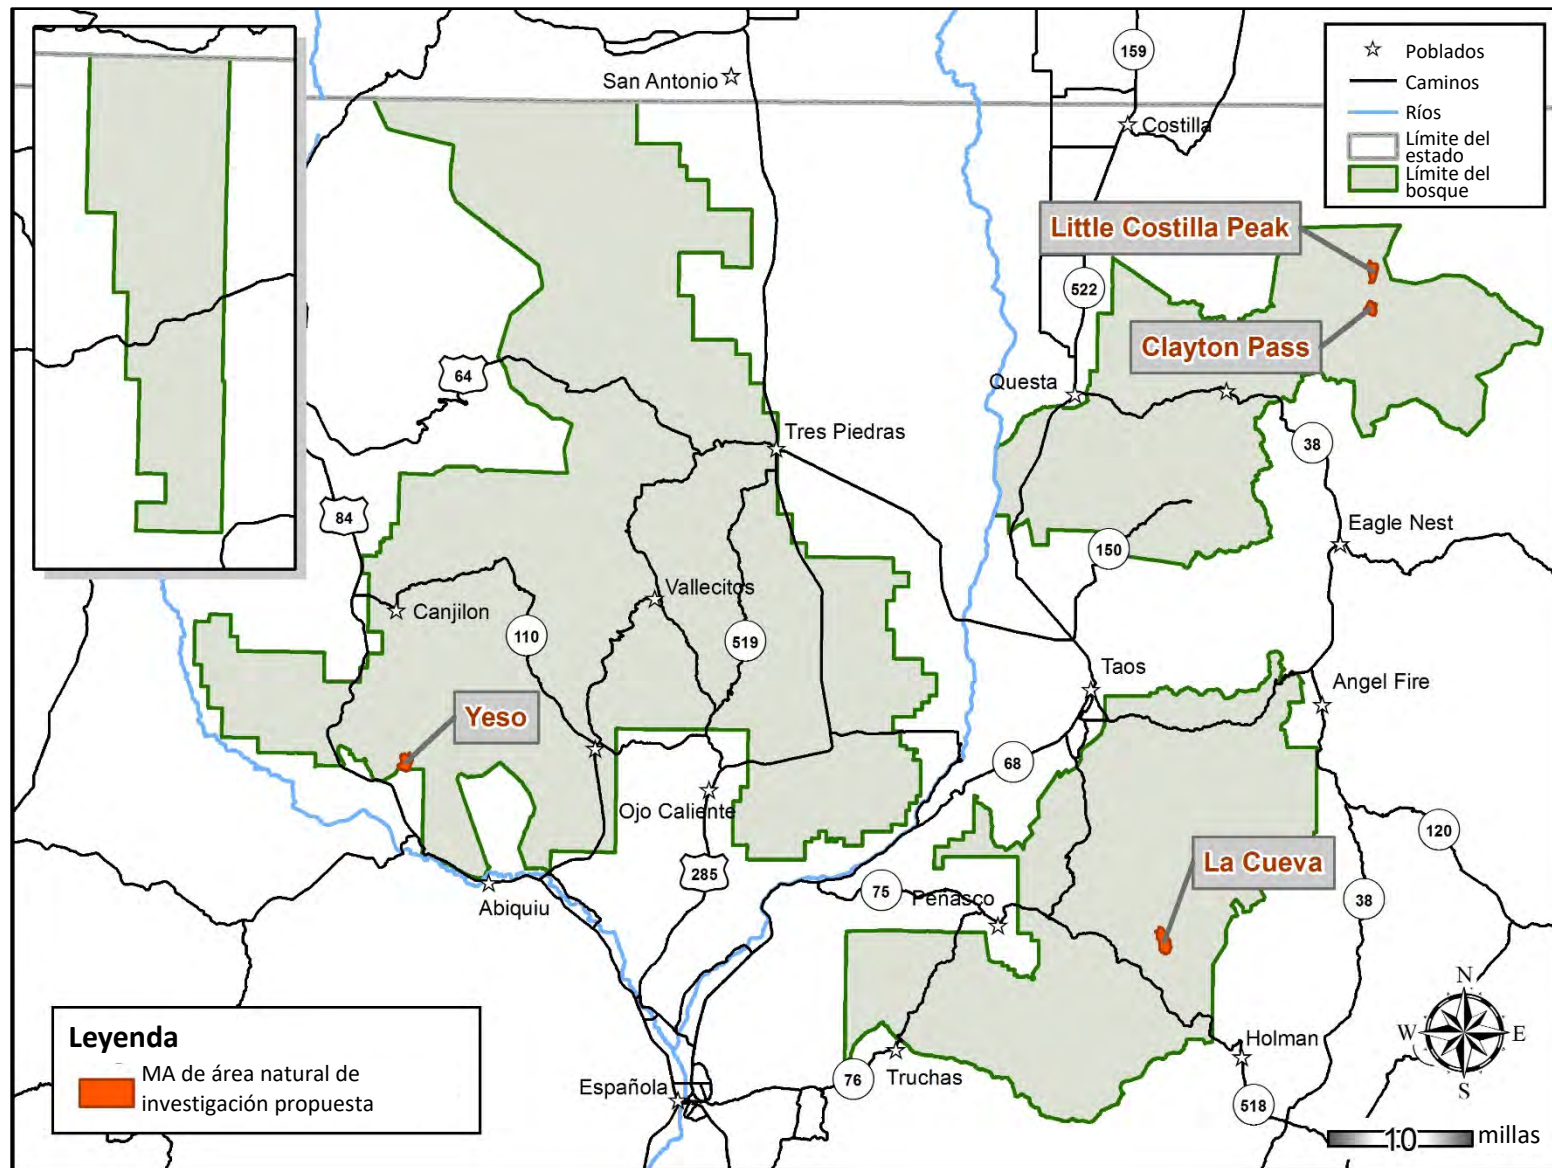 Poblados
Caminos
Ríos
Límite del
estado
Límite del
bosque
159
San Antonio
Costilla
Little Costilla Peak
522
Clayton Pass
64
Questa
Tres Piedras
38
84
Eagle Nest
150
Canjilon
Vallecitos
110
519
Taos
Angel Fire
Yeso
68
Ojo Caliente
120
La Cueva
285
75
Peñasco
38
Abiquiu
N
W
E
S
Leyenda
MA de área natural de
investigación propuesta
Holman
Española
76
Truchas
518
10 millas